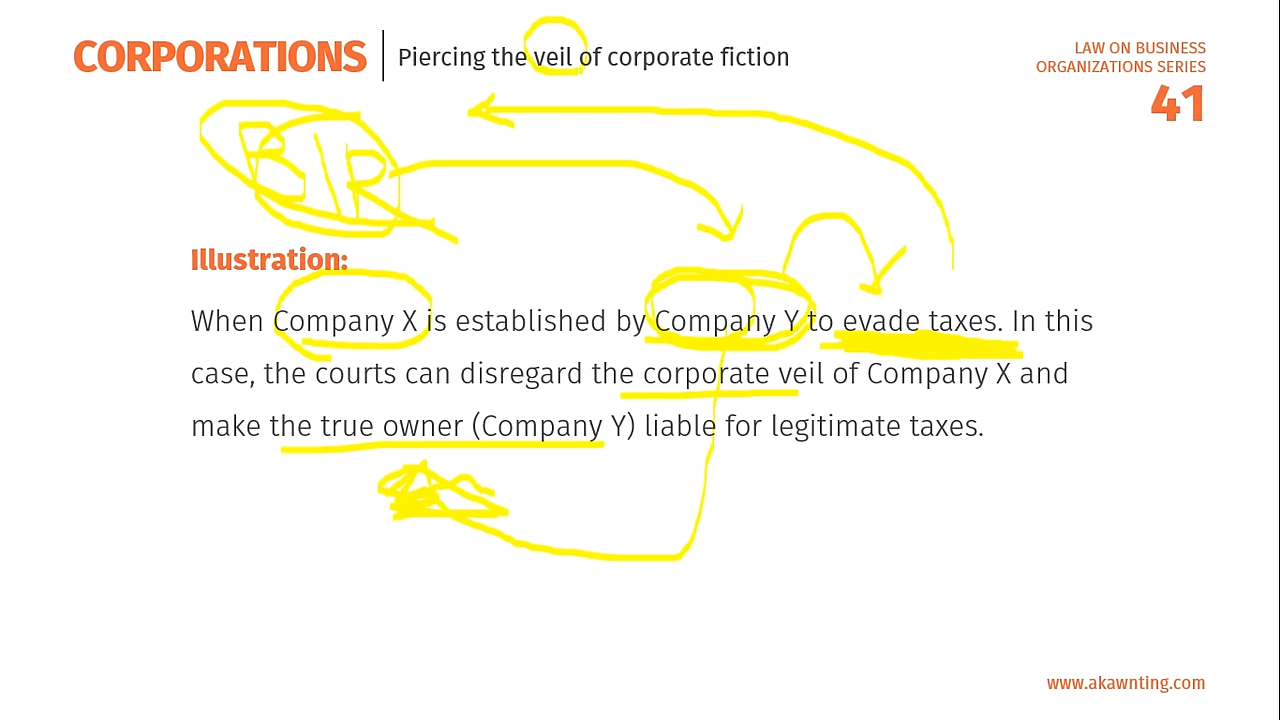 CORPORATIONS
Piercing the veil of corporate fiction
LAW ON BUSINESS
ORGANIZATIONS SERIES
41
BIR
Illustration:
When Company X is established by Company Y to evade taxes. In this
case, the courts can disregard the corporate veil of Company X and
make the true owner (Company Y) liable for legitimate taxes.
www.akawnting.com